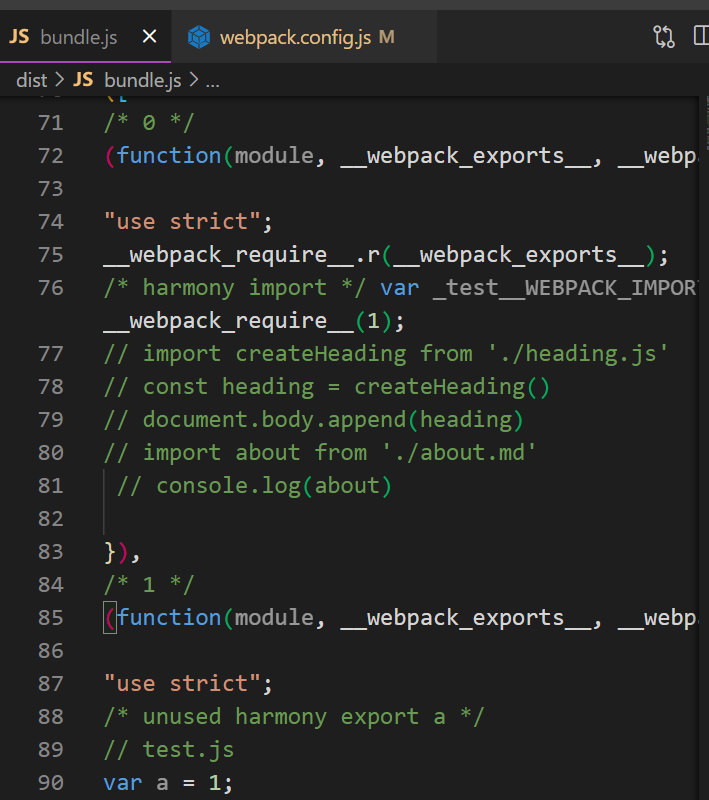 JS bundle.js ×
webpack.config.js M
dist > JS bundle.js > ...
([
71 /* 0 */
72 (function(module, __webpack_exports__, __webp
73
74 "use strict";
75 __webpack_require__.r(__webpack_exports__);
76 /* harmony import */ var _test__WEBPACK_IMPOR
__webpack_require__(1);
77 // import createHeading from './heading.js'
78 // const heading = createHeading()
79 // document.body.append(heading)
80 // import about from './about.md'
81 // console.log(about)
82
83 }),
84 /* 1 */
85 (function(module, __webpack_exports__, __webp
86
87 "use strict";
88 /* unused harmony export a */
89 // test.js
90 var a = 1;